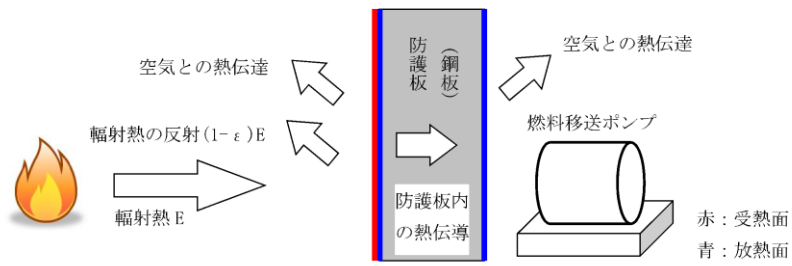 空気との熱伝達
輻射熱の反射(1-ε)E
輻射熱E
防護板
(鋼板)
防護板内
の熱伝導
空気との熱伝達
燃料移送ポンプ
赤：受熱面
青：放熱面